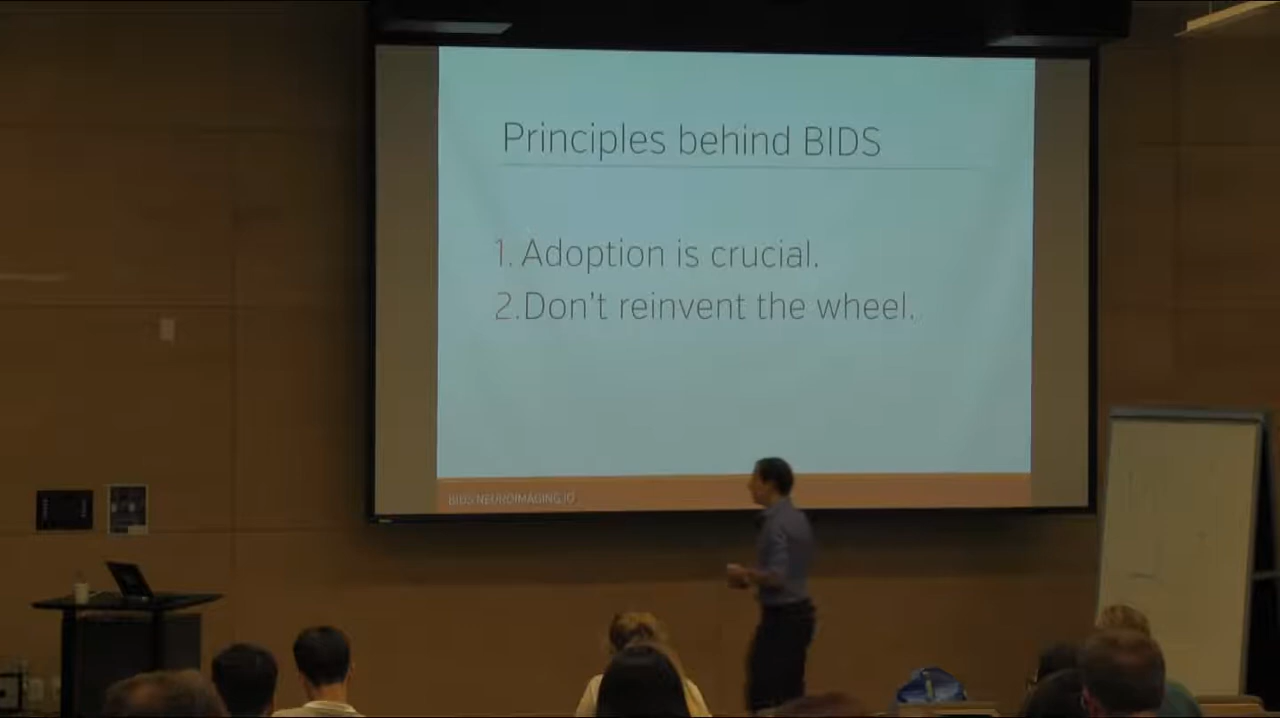 Principles behind BIDS
1. Adoption is crucial.
2.Don't reinvent the wheel.
BIDS.NEUROIMAGING.IO